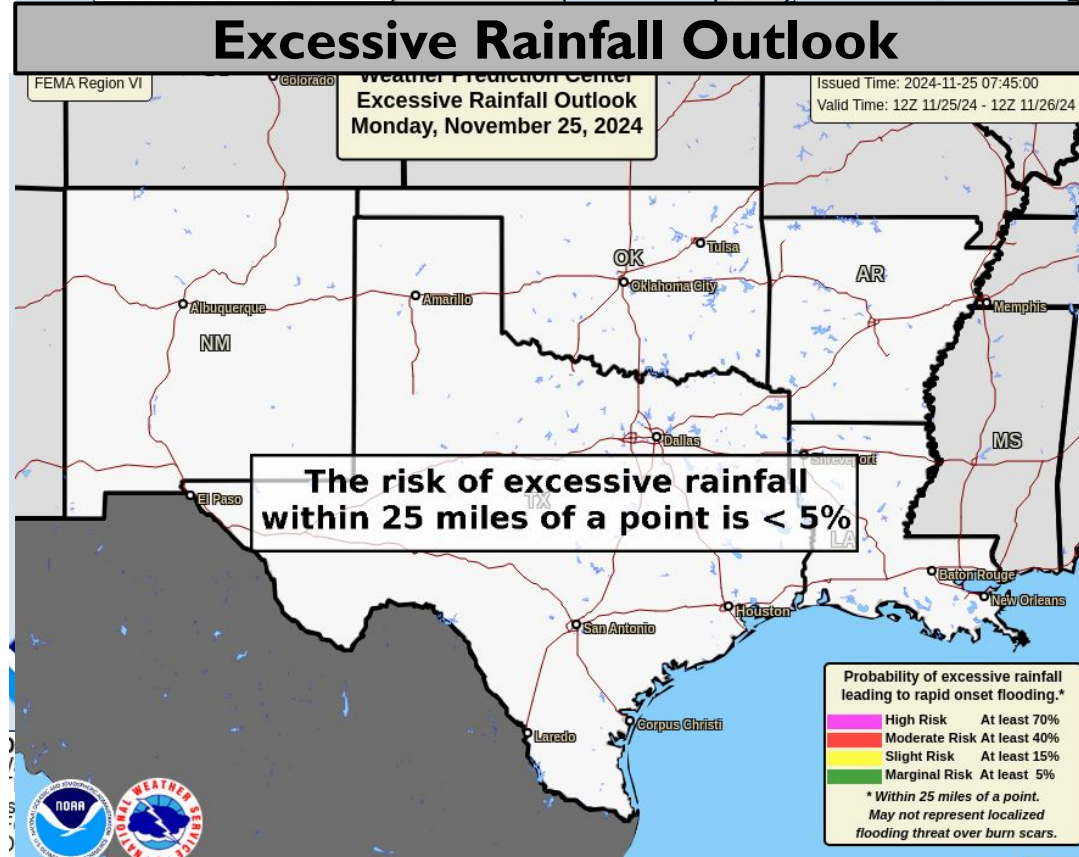 Excessive Rainfall Outlook
FEMA Region VI
Weather Prediction Center
Excessive Rainfall Outlook
Monday, November 25, 2024
Issued Time: 2024-11-25 07:45:00
Valid Time: 12Z 11/25/24 - 12Z 11/26/24
Colorado
Tulsa
OK
Oklahoma City
AR
Albuquerque
Amarillo
Memphis
NM
Dallas
MS
Shreveport
The risk of excessive rainfall
within 25 miles of a point is < 5%
El Paso
TX
LA
Baton Rouge
New Orleans
Houston
San Antonio
Corpus Christi
Laredo
Probability of excessive rainfall
leading to rapid onset flooding.*
High Risk At least 70%
Moderate Risk At least 40%
Slight Risk At least 15%
Marginal Risk At least 5%
* Within 25 miles of a point.
May not represent localized
flooding threat over burn scars.
NOAA
NATIONAL WEATHER SERVICE